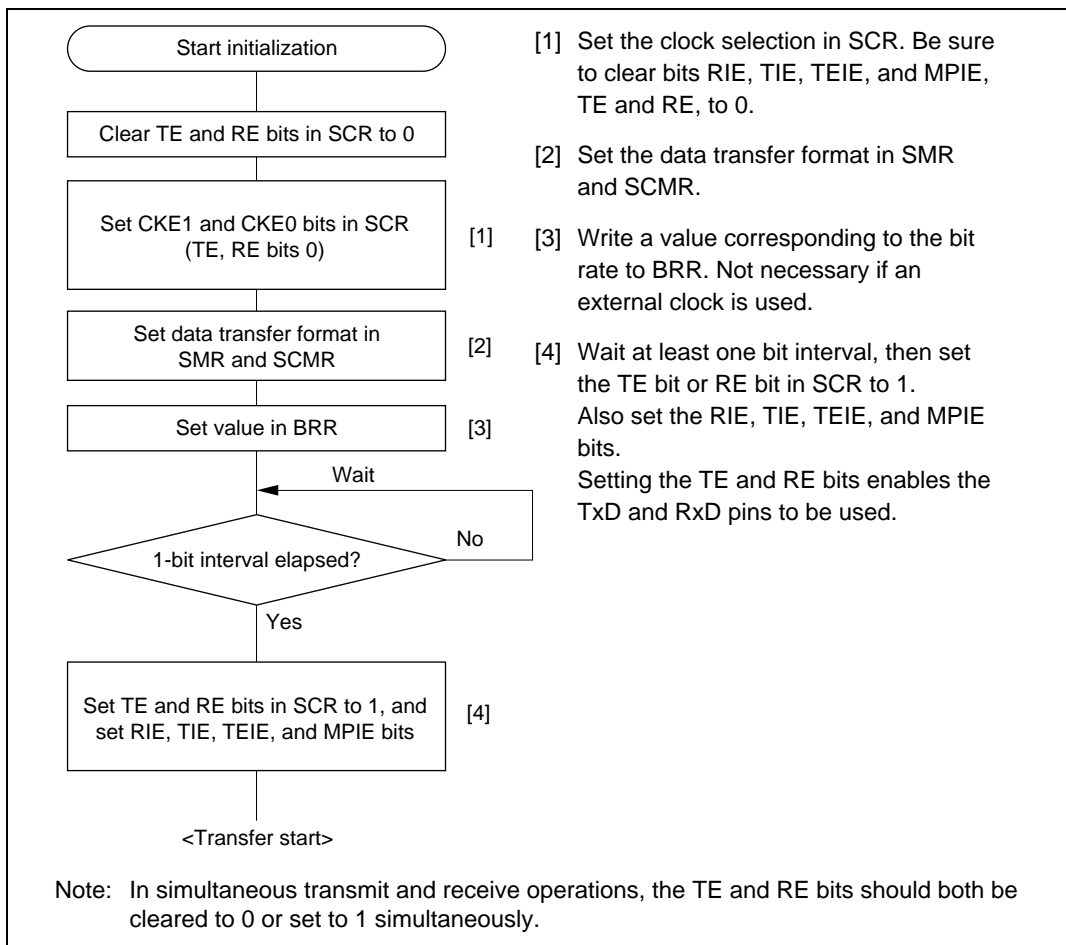 Start initialization
Clear TE and RE bits in SCR to 0
Set CKE1 and CKE0 bits in SCR
(TE, RE bits 0)
[1]
Set data transfer format in
SMR and SCMR
[2]
Set value in BRR
[3]
Wait
No
1-bit interval elapsed?
Yes
Set TE and RE bits in SCR to 1, and
set RIE, TIE, TEIE, and MPIE bits
[4]
<Transfer start>
[1] Set the clock selection in SCR. Be sure
to clear bits RIE, TIE, TEIE, and MPIE,
TE and RE, to 0.
[2] Set the data transfer format in SMR
and SCMR.
[3] Write a value corresponding to the bit
rate to BRR. Not necessary if an
external clock is used.
[4] Wait at least one bit interval, then set
the TE bit or RE bit in SCR to 1.
Also set the RIE, TIE, TEIE, and MPIE
bits.
Setting the TE and RE bits enables the
TxD and RxD pins to be used.
Note: In simultaneous transmit and receive operations, the TE and RE bits should both be
cleared to 0 or set to 1 simultaneously.